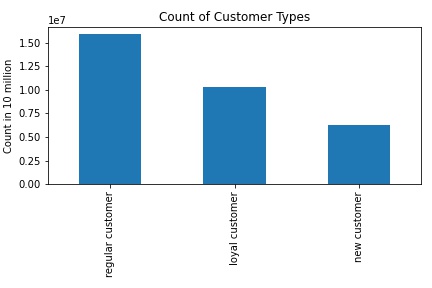 Count of Customer Types
1e7
Count in 10 million
1.50
1.25
1.00
0.75
0.50
0.25
0.00
regular customer
loyal customer
new customer